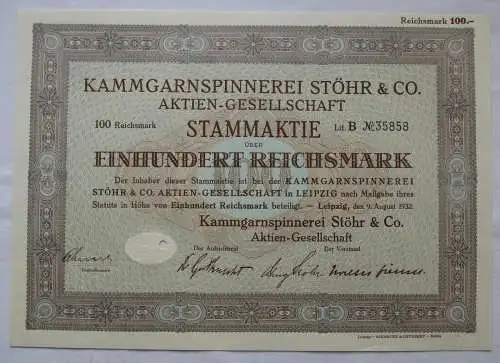 Reichsmark 100.-
KAMMGARNSPINNEREI STÖHR & CO.
AKTIEN-GESELLSCHAFT
100 Reichsmark STAMMAKTIE Lit. B № 35858
ÜBER
EINHUNDERT REICHSMARK
Der Inhaber dieser Stammaktie ist bei der KAMMGARNSPINNEREI
STÖHR & CO. AKTIEN-GESELLSCHAFT in LEIPZIG nach Maßgabe ihres
Statuts in Höhe von Einhundert Reichsmark beteiligt. — Leipzig, den 9. August 1932.
Kammgarnspinnerei Stöhr & Co.
Aktien-Gesellschaft
Der Aufsichtsrat Der Vorstand